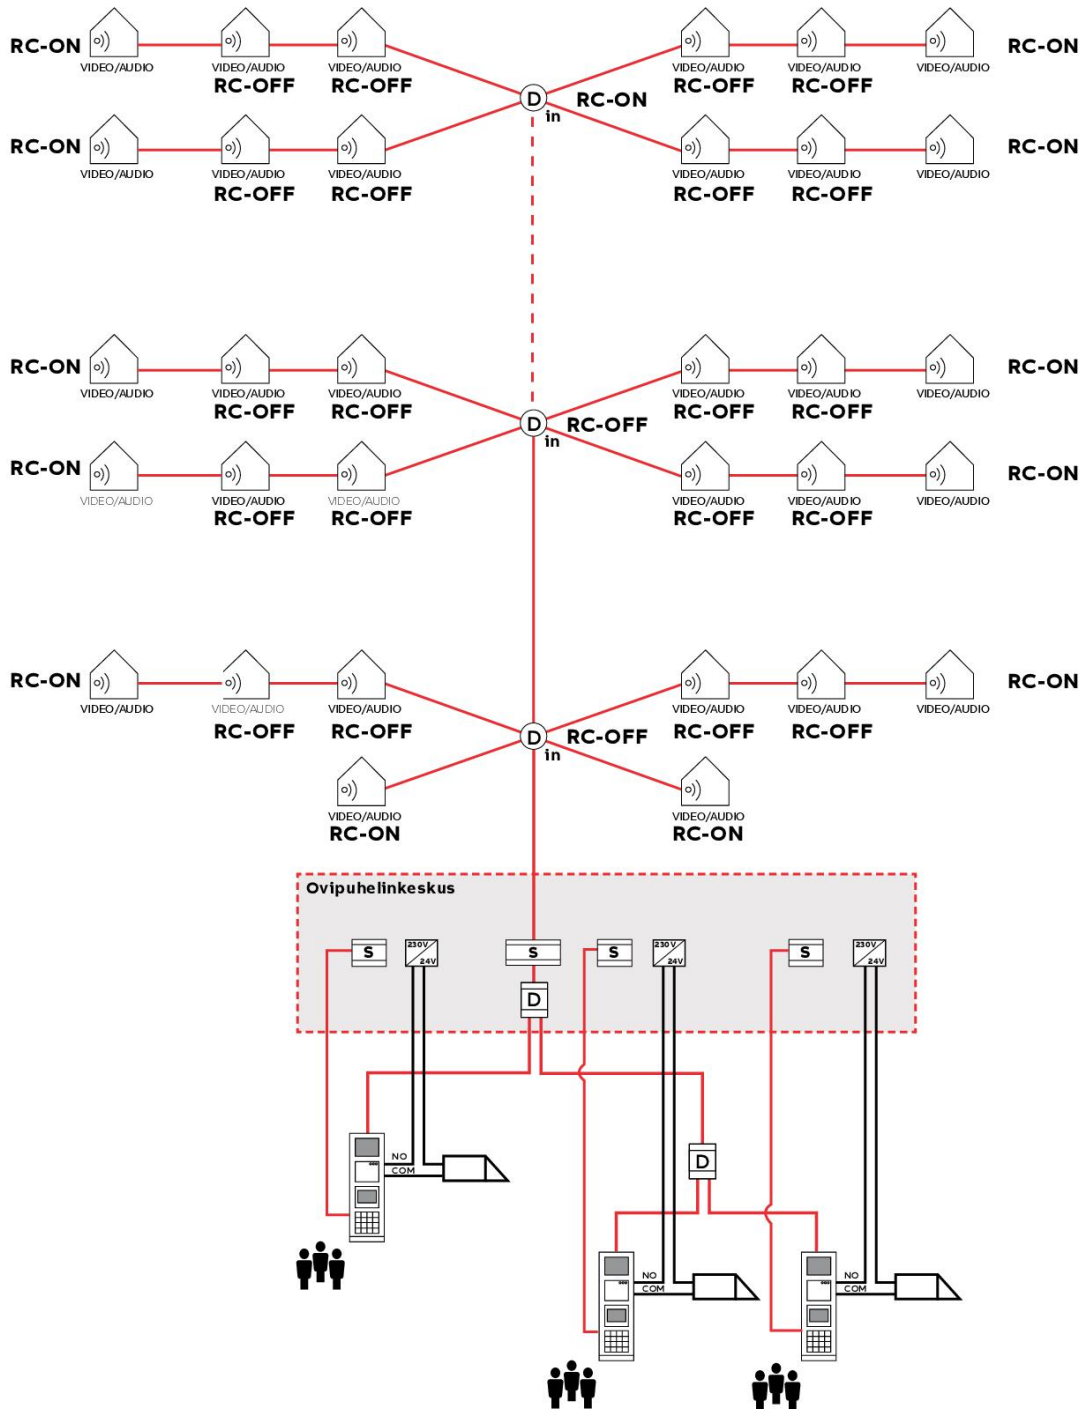 RC-ON RC-ON
VIDEO/AUDIO VIDEO/AUDIO VIDEO/AUDIO VIDEO/AUDIO VIDEO/AUDIO VIDEO/AUDIO
RC-OFF RC-OFF RC-OFF RC-OFF
D RC-ON
in
RC-ON RC-ON
VIDEO/AUDIO VIDEO/AUDIO VIDEO/AUDIO VIDEO/AUDIO VIDEO/AUDIO VIDEO/AUDIO
RC-OFF RC-OFF RC-OFF RC-OFF
RC-ON RC-ON
VIDEO/AUDIO VIDEO/AUDIO VIDEO/AUDIO VIDEO/AUDIO VIDEO/AUDIO VIDEO/AUDIO
RC-OFF RC-OFF RC-OFF RC-OFF
D RC-OFF
in
RC-ON RC-ON
VIDEO/AUDIO VIDEO/AUDIO VIDEO/AUDIO VIDEO/AUDIO VIDEO/AUDIO VIDEO/AUDIO
RC-OFF RC-OFF RC-OFF RC-OFF
RC-ON RC-ON
VIDEO/AUDIO VIDEO/AUDIO VIDEO/AUDIO VIDEO/AUDIO VIDEO/AUDIO VIDEO/AUDIO
RC-OFF RC-OFF RC-OFF RC-OFF
D RC-OFF
in
VIDEO/AUDIO VIDEO/AUDIO
RC-ON RC-ON
Ovipuhelinkeskus
S 230V 24V S S 230V 24V S 230V 24V
D
NO
COM
D
NO NO
COM COM